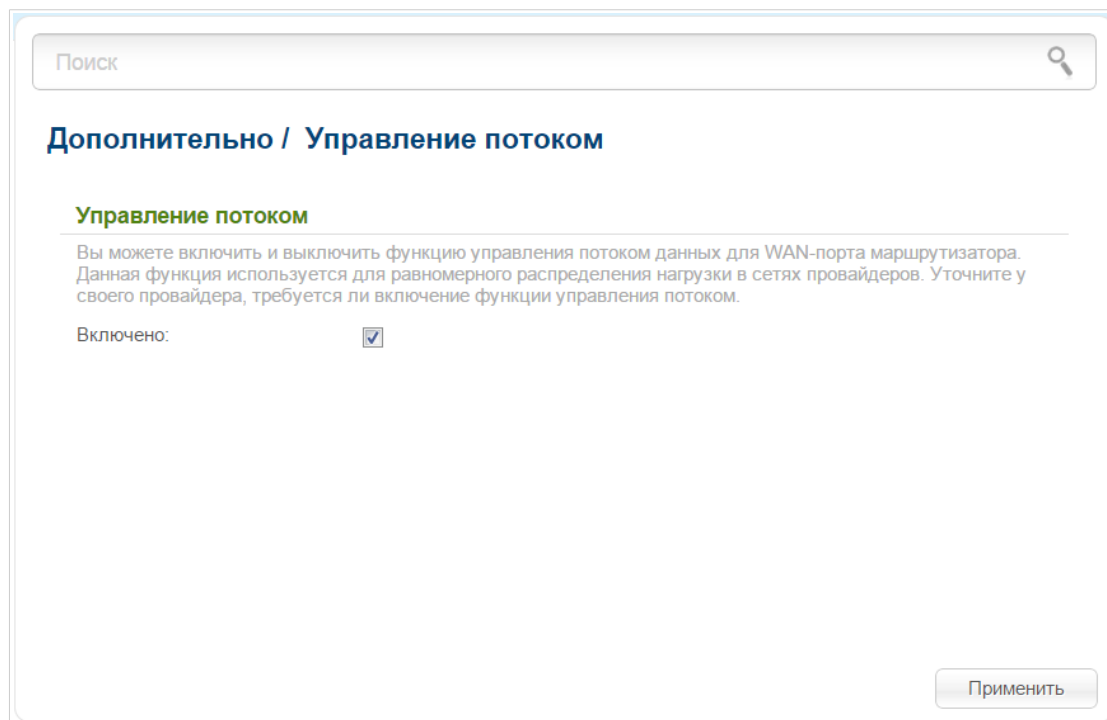 Поиск
Дополнительно / Управление потоком
Управление потоком
Вы можете включить и выключить функцию управления потоком данных для WAN-порта маршрутизатора.
Данная функция используется для равномерного распределения нагрузки в сетях провайдеров. Уточните у
своего провайдера, требуется ли включение функции управления потоком.
Включено:
Применить